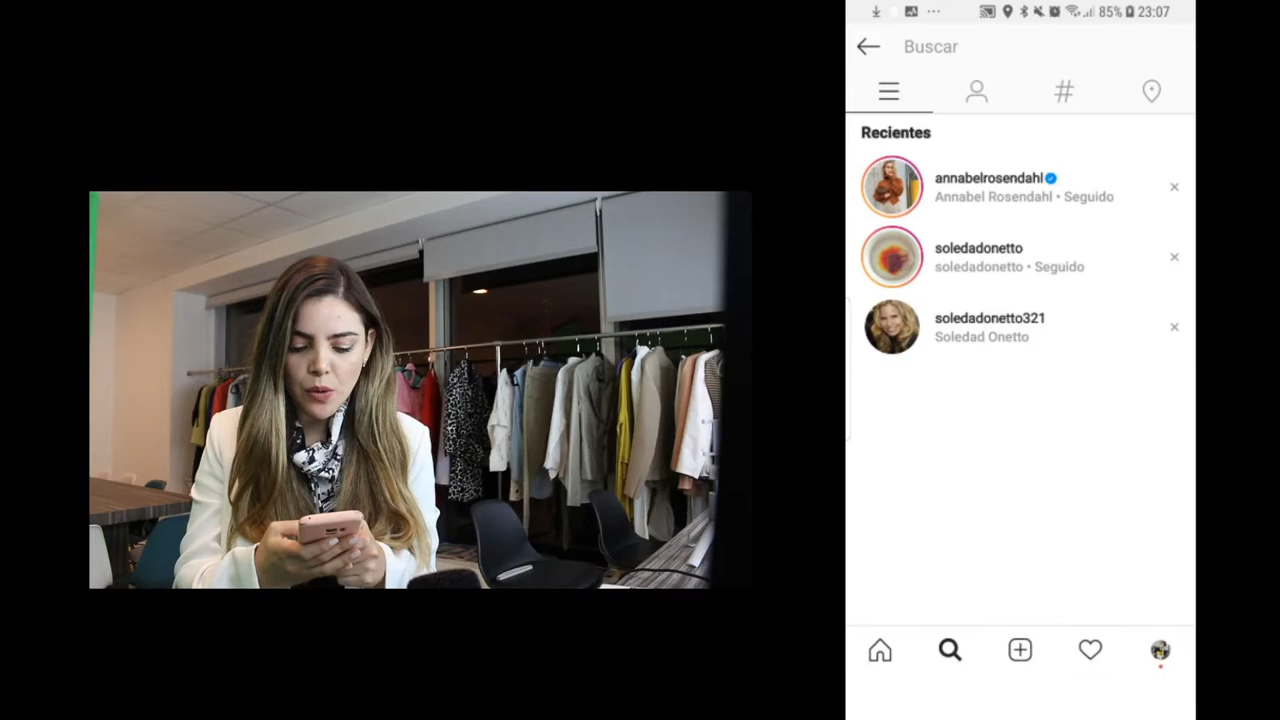 85% 23:07
Buscar
Recientes
annabelrosendahl
Annabel Rosendahl • Seguido
soledadonetto
soledadonetto • Seguido
soledadonetto321
Soledad Onetto